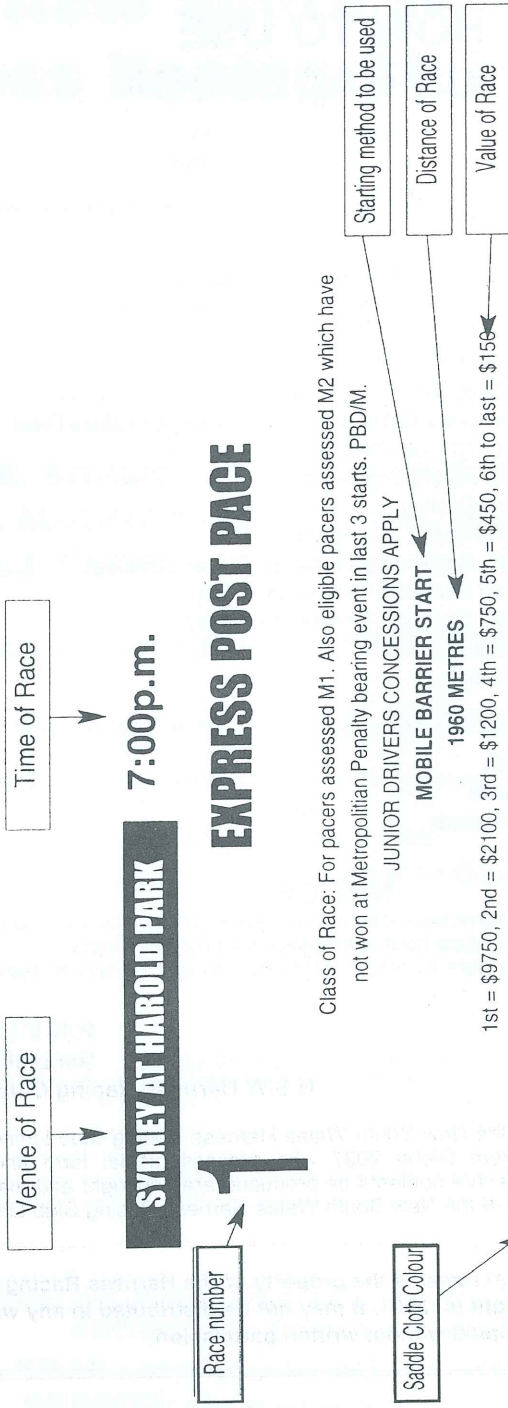 Venue of Race
Time of Race
SYDNEY AT HAROLD PARK
7:00p.m.
Race number
1
EXPRESS POST PACE
Class of Race: For pacers assessed M1. Also eligible pacers assessed M2 which have
not won at Metropolitian Penalty bearing event in last 3 starts. PBD/M.
JUNIOR DRIVERS CONCESSIONS APPLY
Starting method to be used
MOBILE BARRIER START
Distance of Race
1960 METRES
Value of Race
1st = $9750, 2nd = $2100, 3rd = $1200, 4th = $750, 5th = $450, 6th to last = $150
Saddle Cloth Colour